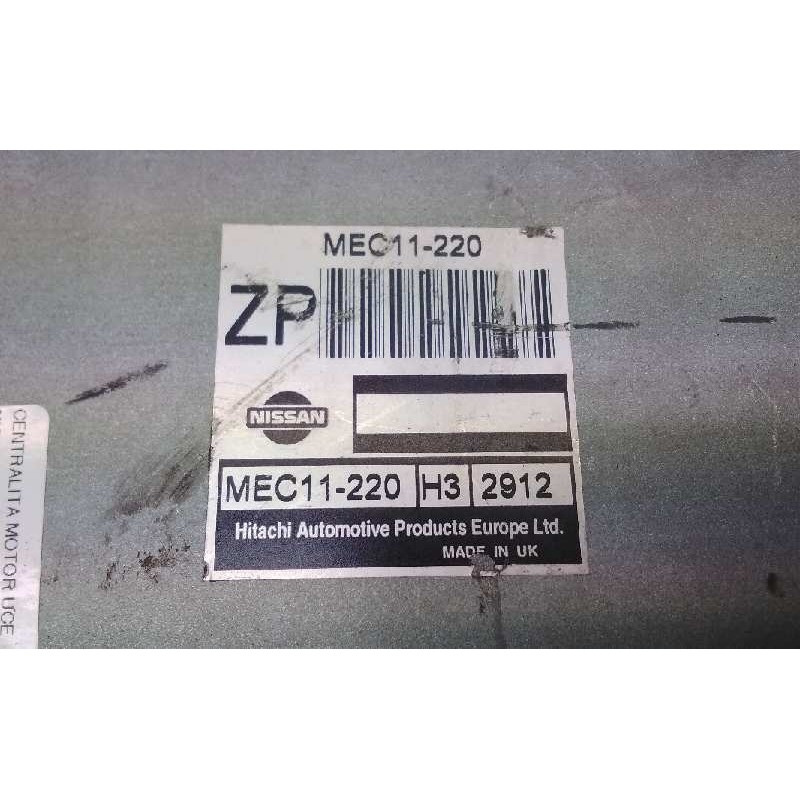 MEC11-220
ZP
NISSAN
MEC11-220 H3 2912
Hitachi Automotive Products Europe Ltd.
MADE IN UK
CENTRALITA MOTOR UCE